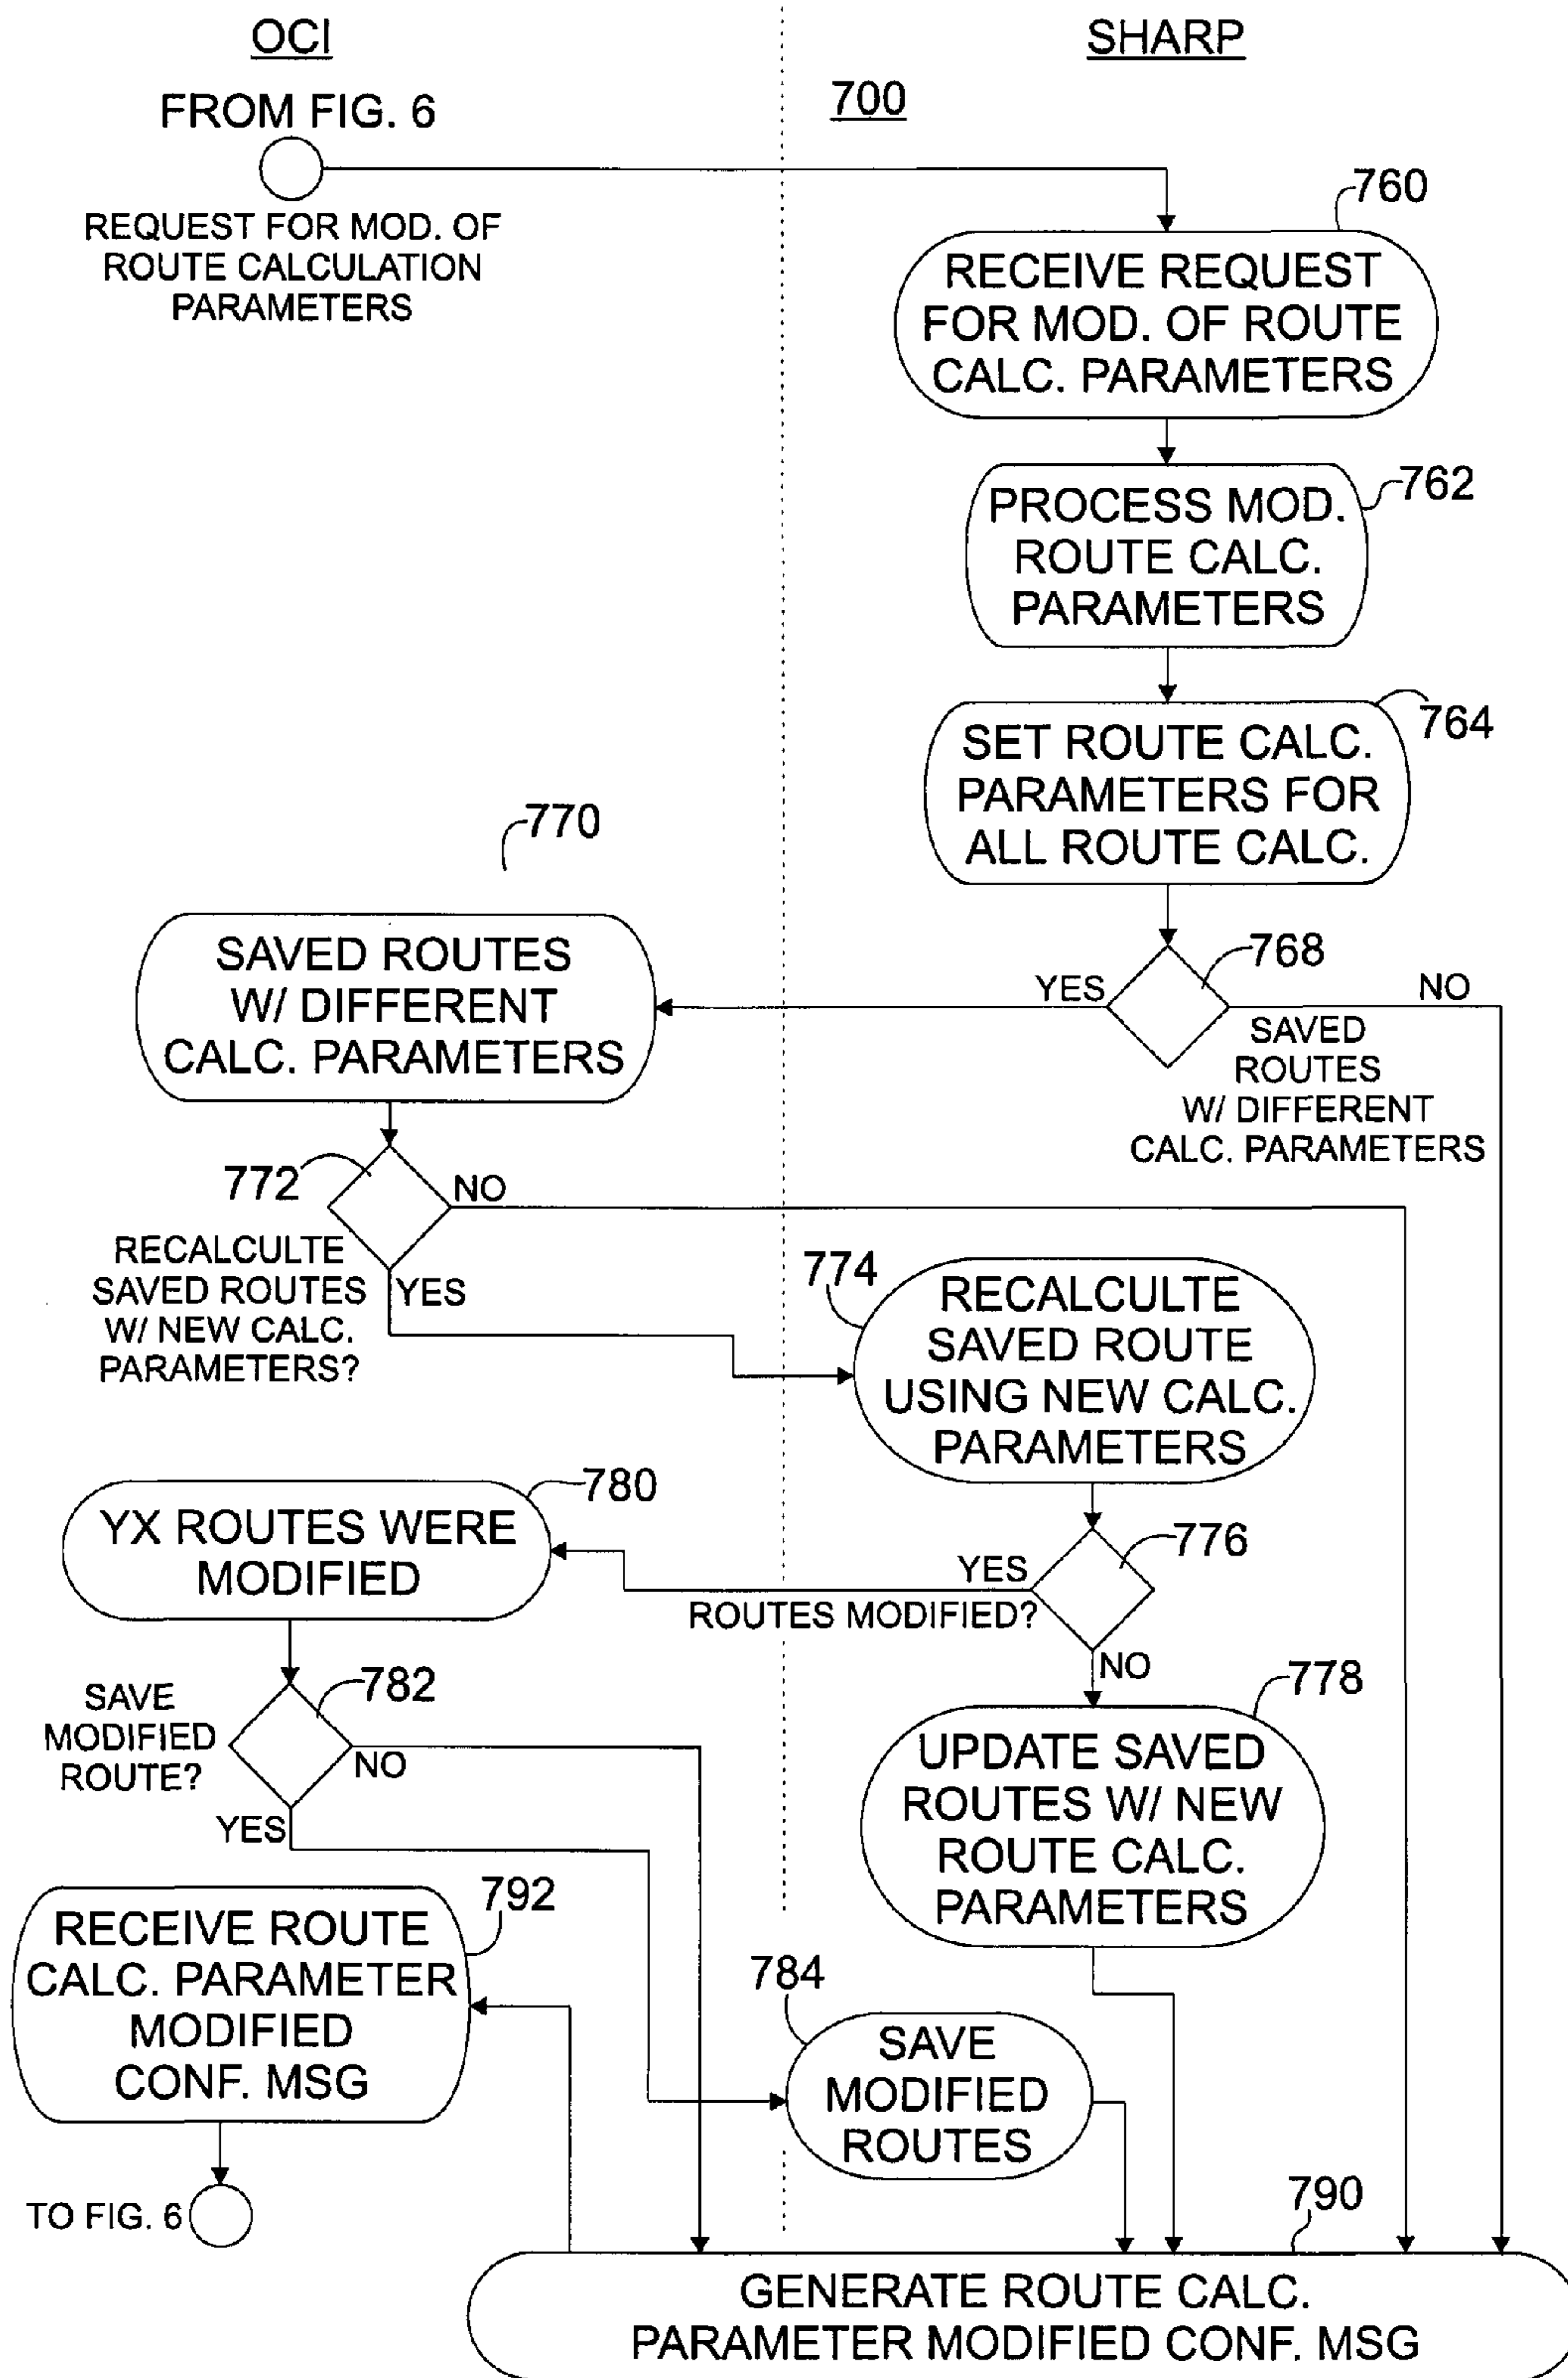 OCI
SHARP
FROM FIG. 6
700
REQUEST FOR MOD. OF
ROUTE CALCULATION
PARAMETERS
760
RECEIVE REQUEST
FOR MOD. OF ROUTE
CALC. PARAMETERS
762
PROCESS MOD.
ROUTE CALC.
PARAMETERS
764
SET ROUTE CALC.
PARAMETERS FOR
ALL ROUTE CALC.
768
YES
NO
SAVED
ROUTES
W/ DIFFERENT
CALC. PARAMETERS
770
SAVED ROUTES
W/ DIFFERENT
CALC. PARAMETERS
772
NO
RECALCULTE
SAVED ROUTES
W/ NEW CALC.
PARAMETERS?
YES
774
RECALCULTE
SAVED ROUTE
USING NEW CALC.
PARAMETERS
776
YES
ROUTES MODIFIED?
NO
780
YX ROUTES WERE
MODIFIED
778
UPDATE SAVED
ROUTES W/ NEW
ROUTE CALC.
PARAMETERS
782
SAVE
MODIFIED
ROUTE?
NO
YES
784
SAVE
MODIFIED
ROUTES
792
RECEIVE ROUTE
CALC. PARAMETER
MODIFIED
CONF. MSG
TO FIG. 6
790
GENERATE ROUTE CALC.
PARAMETER MODIFIED CONF. MSG